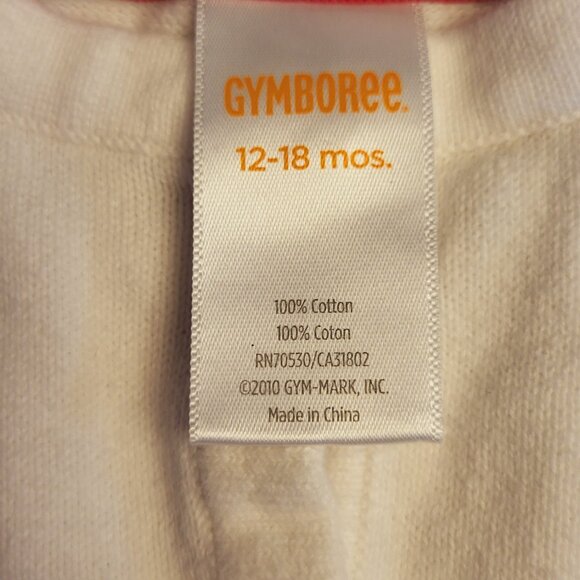 GYMBOREE.
12-18 mos.
100% Cotton
100% Coton
RN70530/CA31802
©2010 GYM-MARK, INC.
Made in China